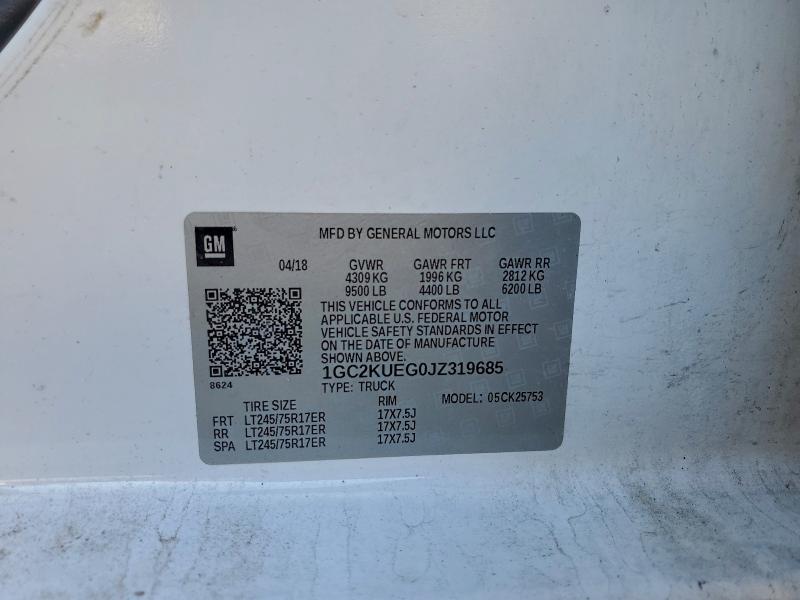 GM
MFD BY GENERAL MOTORS LLC
04/18 GVWR GAWR FRT GAWR RR
4309 KG 1996 KG 2812 KG
9500 LB 4400 LB 6200 LB
THIS VEHICLE CONFORMS TO ALL
APPLICABLE U.S. FEDERAL MOTOR
VEHICLE SAFETY STANDARDS IN EFFECT
ON THE DATE OF MANUFACTURE
SHOWN ABOVE.
8624
1GC2KUEG0JZ319685
TYPE: TRUCK
MODEL: 05CK25753
TIRE SIZE RIM
FRT LT245/75R17ER 17X7.5J
RR LT245/75R17ER 17X7.5J
SPA LT245/75R17ER 17X7.5J